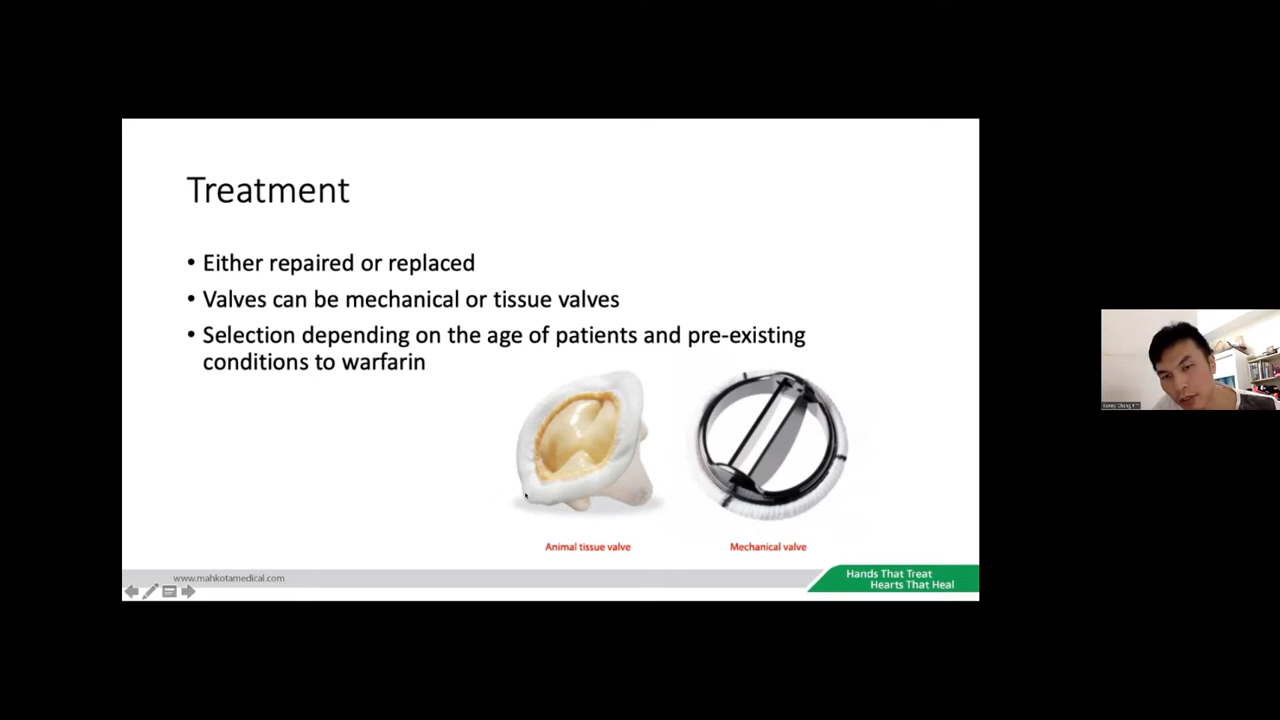 Treatment
• Either repaired or replaced
• Valves can be mechanical or tissue valves
• Selection depending on the age of patients and pre-existing
conditions to warfarin
Animal tissue valve
Mechanical valve
www.mahkotamedical.com
Hands That Treat
Hearts That Heal